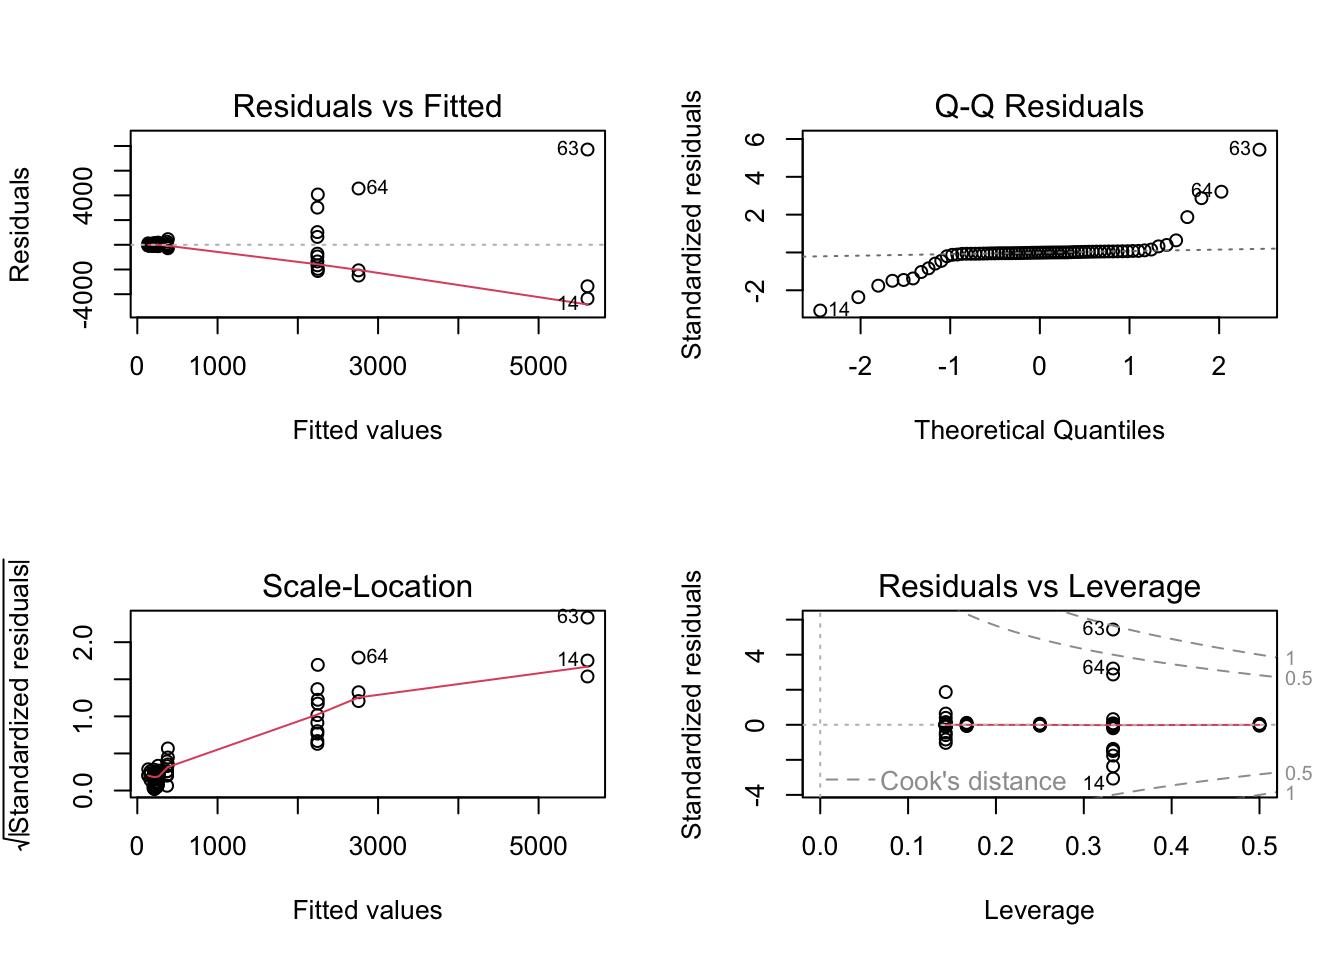 Residuals vs Fitted
Residuals
4000
-4000
63
64
14
0 1000 3000 5000
Fitted values
Q-Q Residuals
Standardized residuals
6
4
2
-2
63
64
14
-2 -1 0 1 2
Theoretical Quantiles
Scale-Location
√|Standardized residuals|
2.0
1.0
0.0
63
64
14
0 1000 3000 5000
Fitted values
Residuals vs Leverage
Standardized residuals
4
0
-4
63
64
14
1
0.5
0.5
1
Cook's distance
0.0 0.1 0.2 0.3 0.4 0.5
Leverage